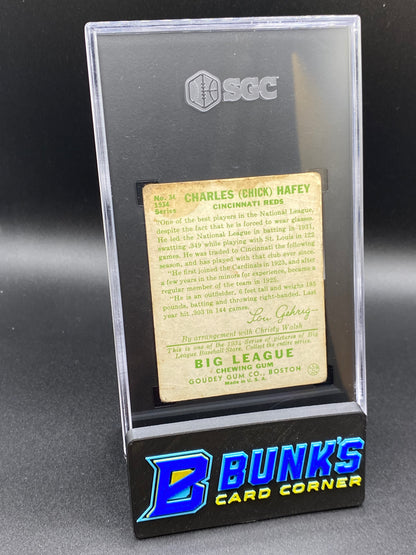 SGC
No. 34
1934
Series
CHARLES (CHICK) HAFEY
CINCINNATI REDS
"One of the best players in the National League,
despite the fact that he is forced to wear glasses.
He led the National League in batting in 1931,
swatting .349 while playing with St. Louis in 122
games. He was traded to Cincinnati the following
season, and has played with that club ever since.
"He first joined the Cardinals in 1923, and after a
few years in the minors for experience, became a
regular member of the team in 1925.
"He is an outfielder, 6 feet tall and weighs 185
pounds, batting and throwing right-handed. Last
year hit .303 in 144 games."
Lou Gehrig
By arrangement with Christy Walsh
This is one of the 1934 Series of pictures of Big
League Baseball Stars. Collect the entire series.
BIG LEAGUE
CHEWING GUM
GOUDEY GUM CO., BOSTON
Made in U. S. A.
B BUNK'S
CARD CORNER